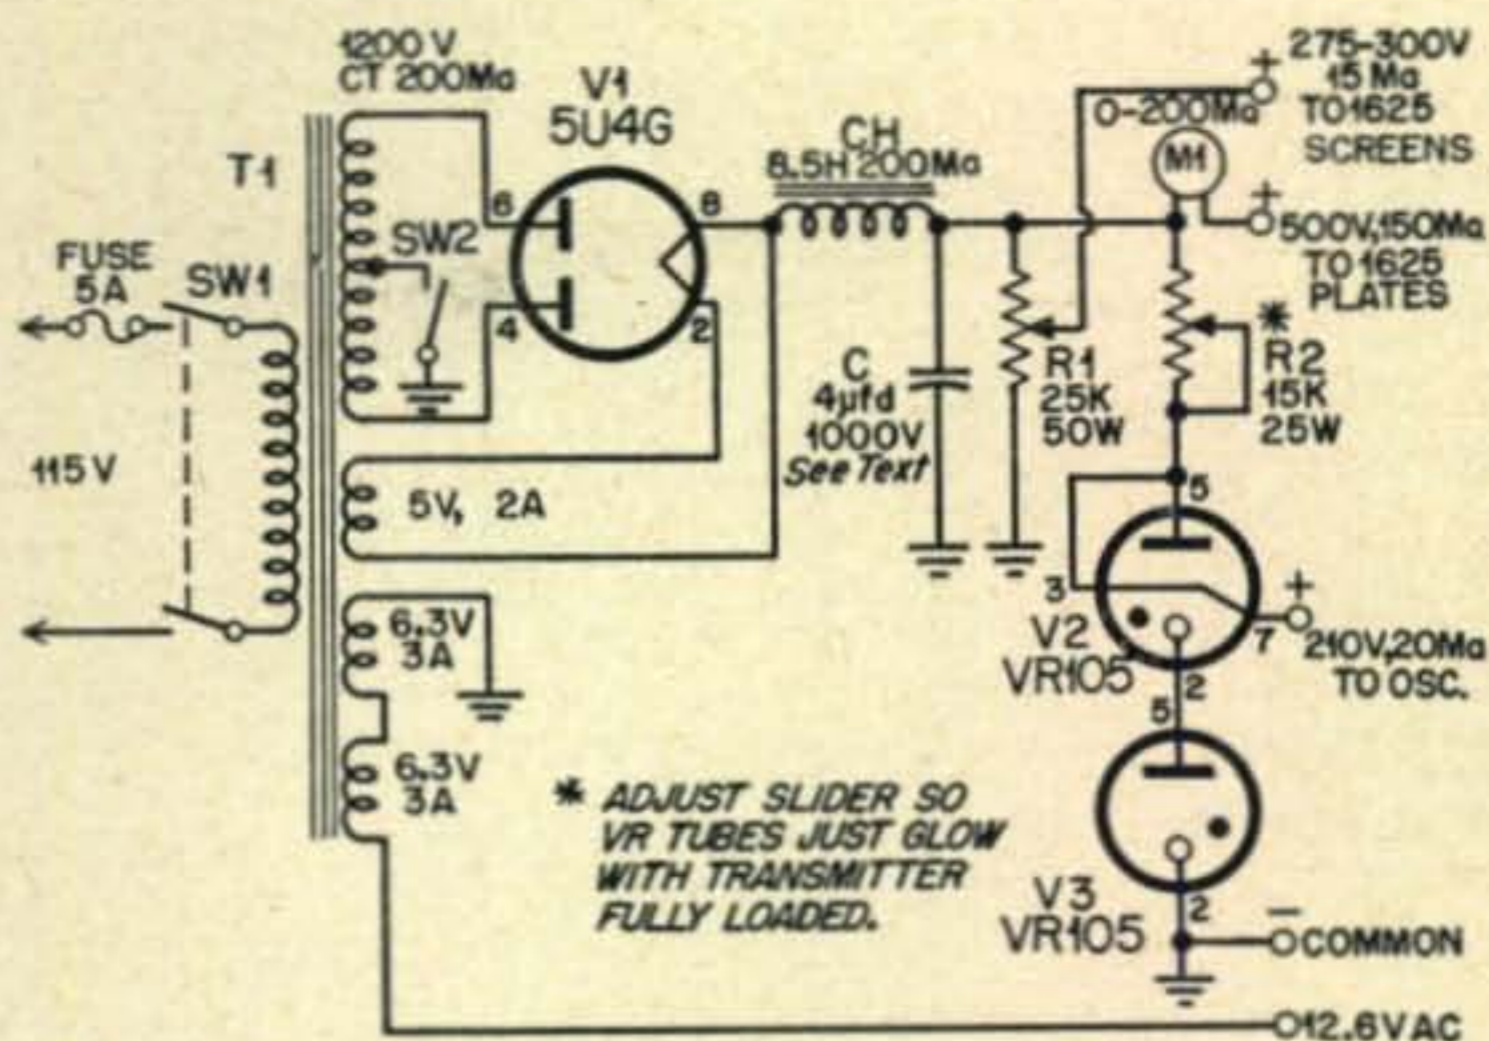 1200V
CT 200Ma
V1
5U4G
T1
FUSE
5A
SW1
115V
SW2
6
4
8
2
CH
8.5H 200Ma
0-200Ma
M1
+
275-300V
15 Ma
TO 1625
SCREENS
+
500V,150Ma
TO 1625
PLATES
C
4µfd
1000V
See Text
R1
25K
50W
*
R2
15K
25W
5V, 2A
6.3V
3A
6.3V
3A
5
3
V2
VR105
7
+
210V,20Ma
TO OSC.
2
5
V3
VR105
2
−
COMMON
12.6VAC
* ADJUST SLIDER SO
VR TUBES JUST GLOW
WITH TRANSMITTER
FULLY LOADED.